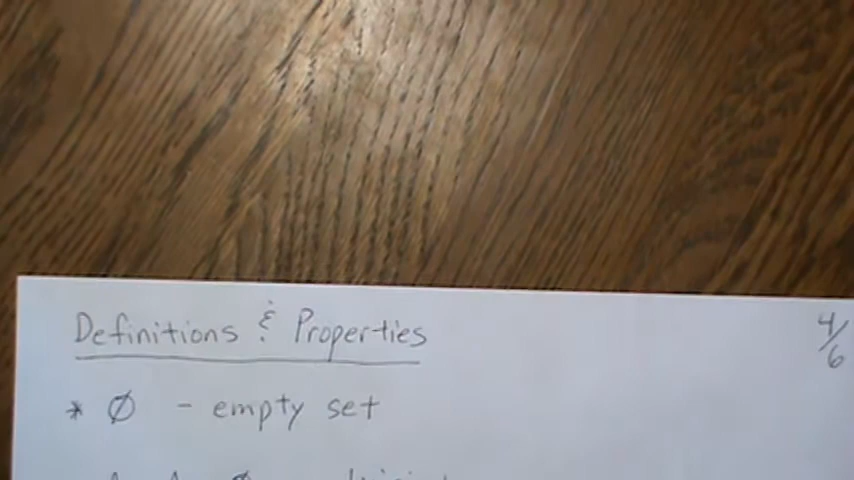 Definitions & Properties
4/6
* ∅ - empty set